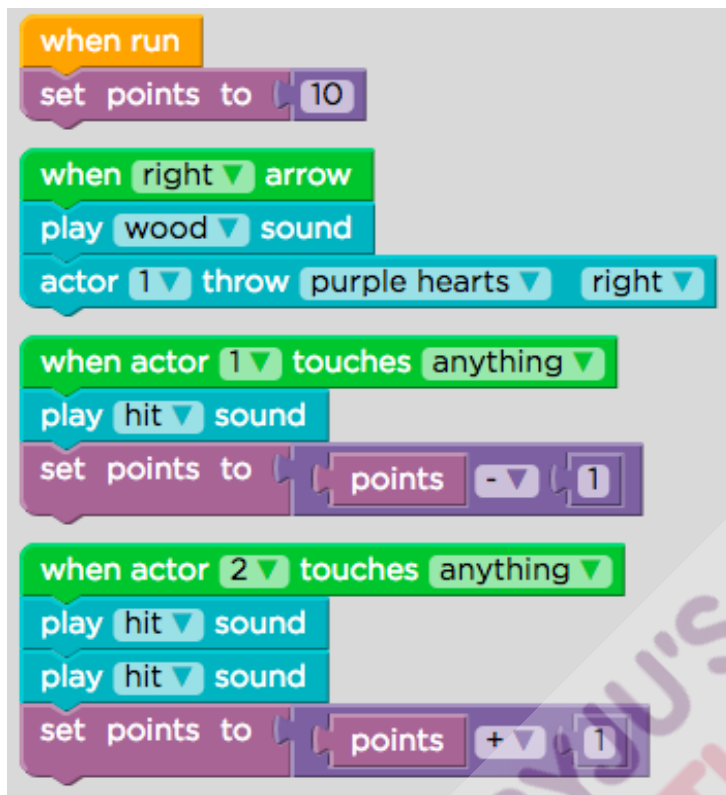 when run
set points to 10
when right arrow
play wood sound
actor 1 throw purple hearts right
when actor 1 touches anything
play hit sound
set points to points - 1
when actor 2 touches anything
play hit sound
play hit sound
set points to points + 1
BYJU'S